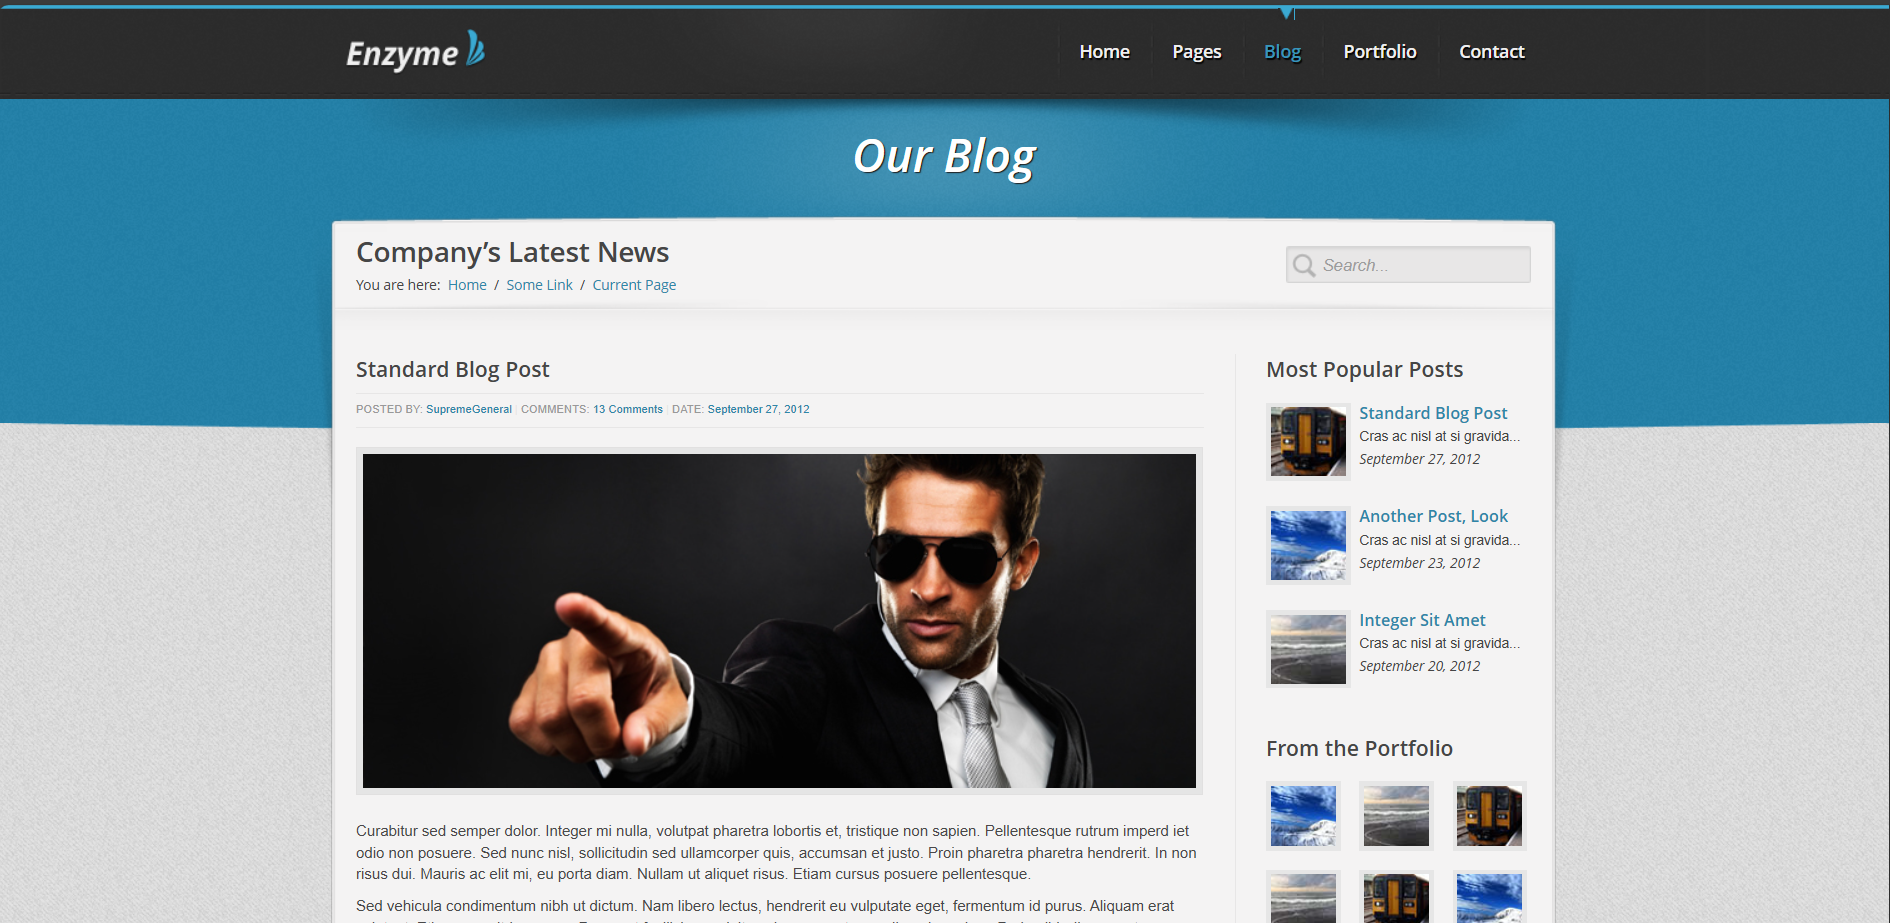 Enzyme
Home
Pages
Blog
Portfolio
Contact
Our Blog
Company’s Latest News
You are here: Home / Some Link / Current Page
Search...
Standard Blog Post
POSTED BY: SupremeGeneral | COMMENTS: 13 Comments | DATE: September 27, 2012
Curabitur sed semper dolor. Integer mi nulla, volutpat pharetra lobortis et, tristique non sapien. Pellentesque rutrum imperd iet
odio non posuere. Sed nunc nisl, sollicitudin sed ullamcorper quis, accumsan et justo. Proin pharetra pharetra hendrerit. In non
risus dui. Mauris ac elit mi, eu porta diam. Nullam ut aliquet risus. Etiam cursus posuere pellentesque.
Sed vehicula condimentum nibh ut dictum. Nam libero lectus, hendrerit eu vulputate eget, fermentum id purus. Aliquam erat
Most Popular Posts
Standard Blog Post
Cras ac nisl at si gravida...
September 27, 2012
Another Post, Look
Cras ac nisl at si gravida...
September 23, 2012
Integer Sit Amet
Cras ac nisl at si gravida...
September 20, 2012
From the Portfolio